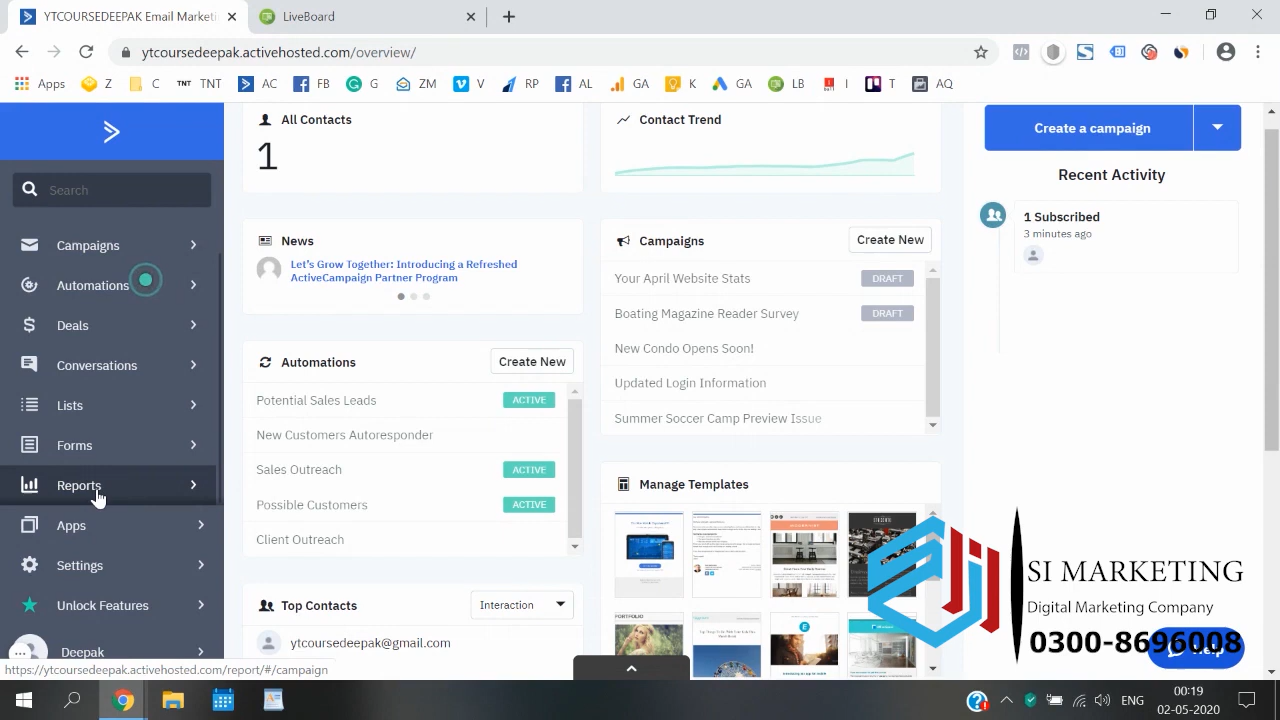 YTCOURSEDEEPAK Email Marketi
LiveBoard
ytcoursedeepak.activehosted.com/overview/
Apps
Z
C
TNT TNT
AC
FB
G
ZM
V
RP
AL
GA
K
GA
LB
I
T
AQ
Search
Campaigns
Automations
Deals
Conversations
Lists
Forms
Reports
Apps
Settings
Unlock Features
Deepak
https://ytcoursedeepak.activehosted.com/report/#/campaign
All Contacts
1
News
Let's Grow Together: Introducing a Refreshed
ActiveCampaign Partner Program
Automations
Create New
Potential Sales Leads
ACTIVE
New Customers Autoresponder
Sales Outreach
ACTIVE
Possible Customers
ACTIVE
Client Outreach
Top Contacts
Interaction
ytcoursedeepak@gmail.com
Contact Trend
Campaigns
Create New
Your April Website Stats
DRAFT
Boating Magazine Reader Survey
DRAFT
New Condo Opens Soon!
Updated Login Information
Summer Soccer Camp Preview Issue
Manage Templates
PORTFOLIO
Create a campaign
Recent Activity
1 Subscribed
3 minutes ago
SI MARKETING
Digital Marketing Company
0300-8696008
Help
ENG
00:19
02-05-2020